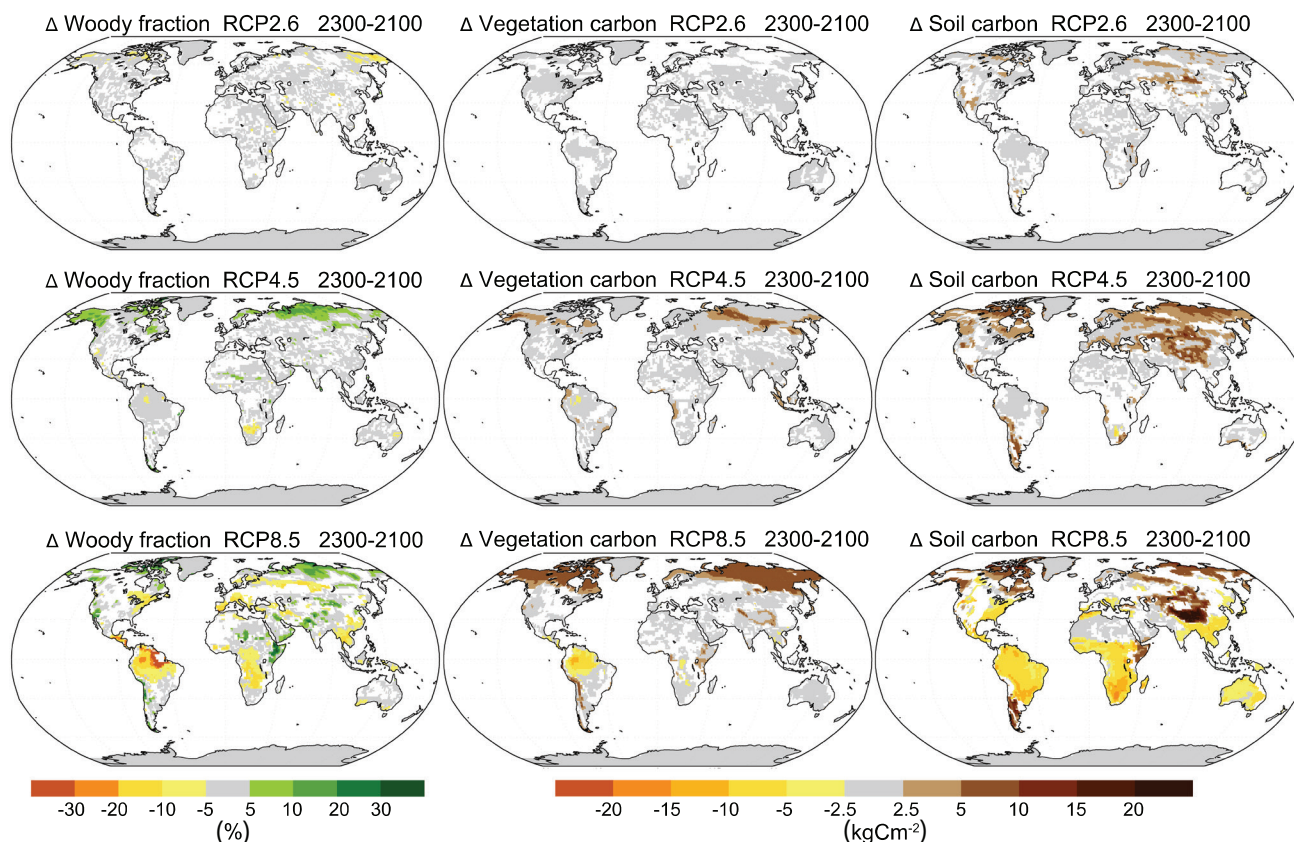 Δ Woody fraction RCP2.6 2300-2100
Δ Vegetation carbon RCP2.6 2300-2100
Δ Soil carbon RCP2.6 2300-2100
Δ Woody fraction RCP4.5 2300-2100
Δ Vegetation carbon RCP4.5 2300-2100
Δ Soil carbon RCP4.5 2300-2100
Δ Woody fraction RCP8.5 2300-2100
Δ Vegetation carbon RCP8.5 2300-2100
Δ Soil carbon RCP8.5 2300-2100
-30 -20 -10 -5 5 10 20 30
(%)
-20 -15 -10 -5 -2.5 2.5 5 10 15 20
(kgCm⁻²)